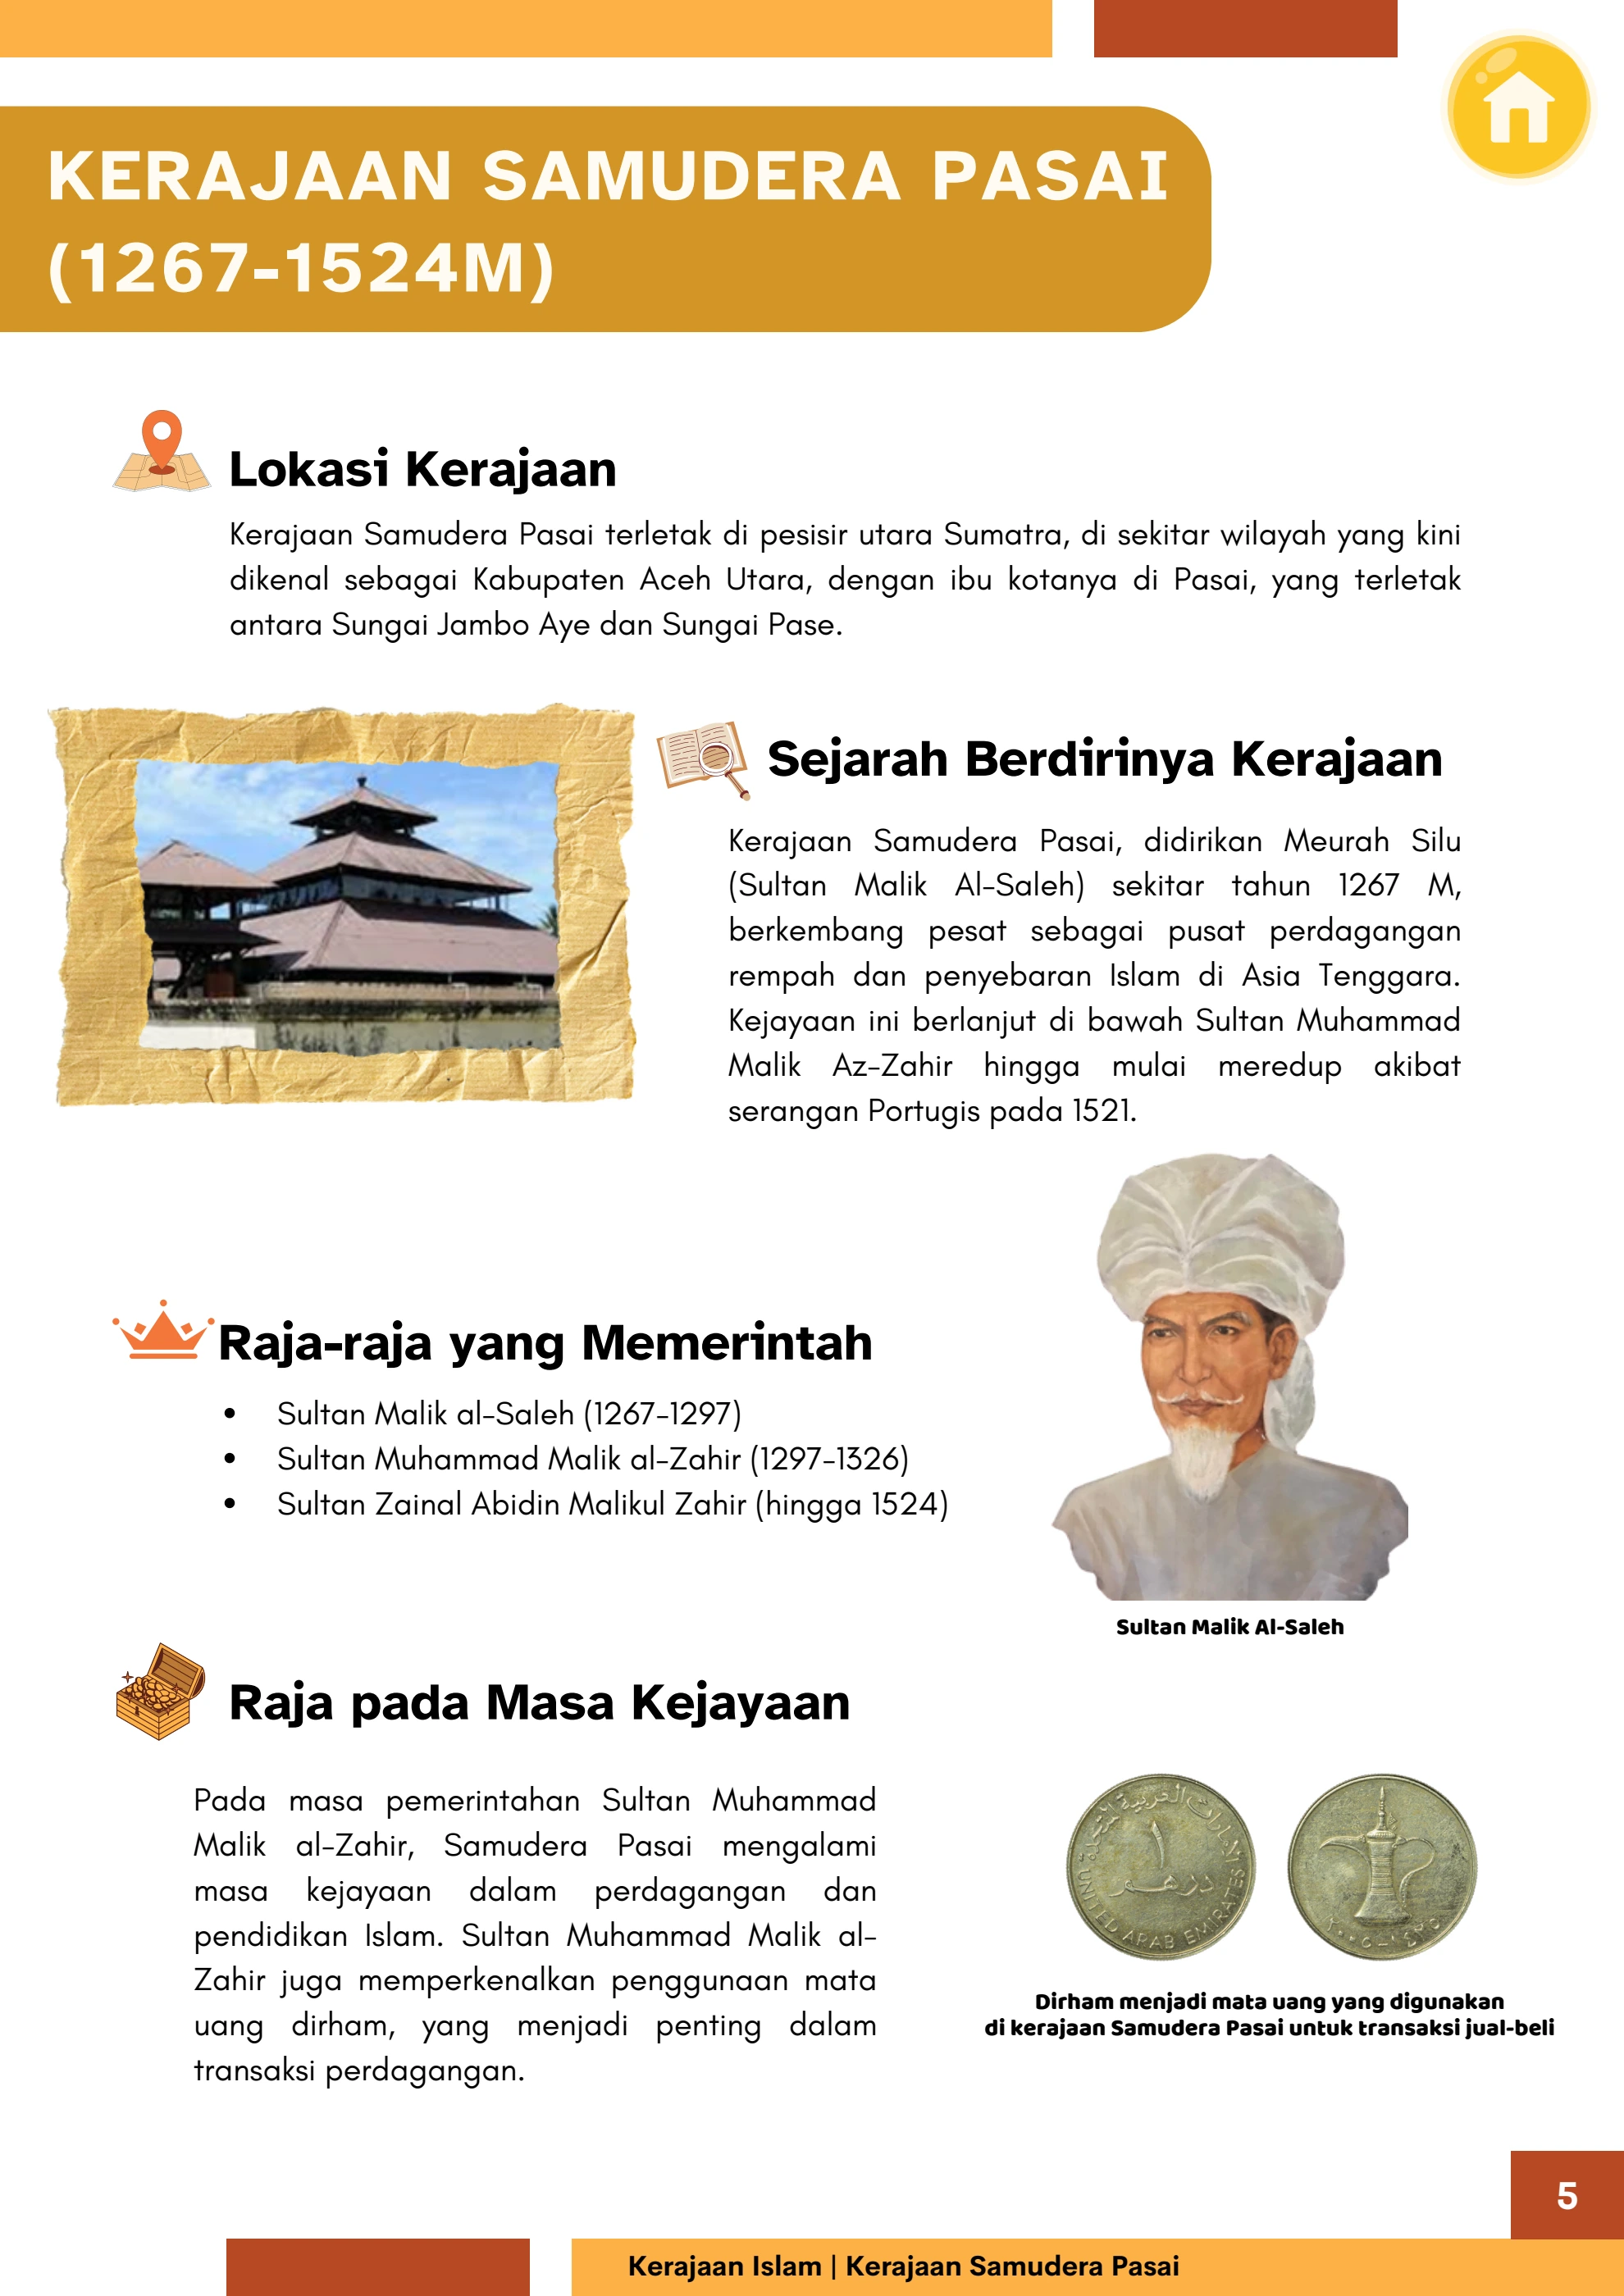 KERAJAAN SAMUDERA PASAI
(1267-1524M)
Lokasi Kerajaan
Kerajaan Samudera Pasai terletak di pesisir utara Sumatra, di sekitar wilayah yang kini
dikenal sebagai Kabupaten Aceh Utara, dengan ibu kotanya di Pasai, yang terletak
antara Sungai Jambo Aye dan Sungai Pase.
Sejarah Berdirinya Kerajaan
Kerajaan Samudera Pasai, didirikan Meurah Silu
(Sultan Malik Al-Saleh) sekitar tahun 1267 M,
berkembang pesat sebagai pusat perdagangan
rempah dan penyebaran Islam di Asia Tenggara.
Kejayaan ini berlanjut di bawah Sultan Muhammad
Malik Az-Zahir hingga mulai meredup akibat
serangan Portugis pada 1521.
Raja-raja yang Memerintah
• Sultan Malik al-Saleh (1267-1297)
• Sultan Muhammad Malik al-Zahir (1297-1326)
• Sultan Zainal Abidin Malikul Zahir (hingga 1524)
Sultan Malik Al-Saleh
Raja pada Masa Kejayaan
Pada masa pemerintahan Sultan Muhammad
Malik al-Zahir, Samudera Pasai mengalami
masa kejayaan dalam perdagangan dan
pendidikan Islam. Sultan Muhammad Malik al-
Zahir juga memperkenalkan penggunaan mata
uang dirham, yang menjadi penting dalam
transaksi perdagangan.
الإمارات العربية المتحدة
١
درهم
UNITED ARAB EMIRATES
Dirham menjadi mata uang yang digunakan
di kerajaan Samudera Pasai untuk transaksi jual-beli
5
Kerajaan Islam | Kerajaan Samudera Pasai